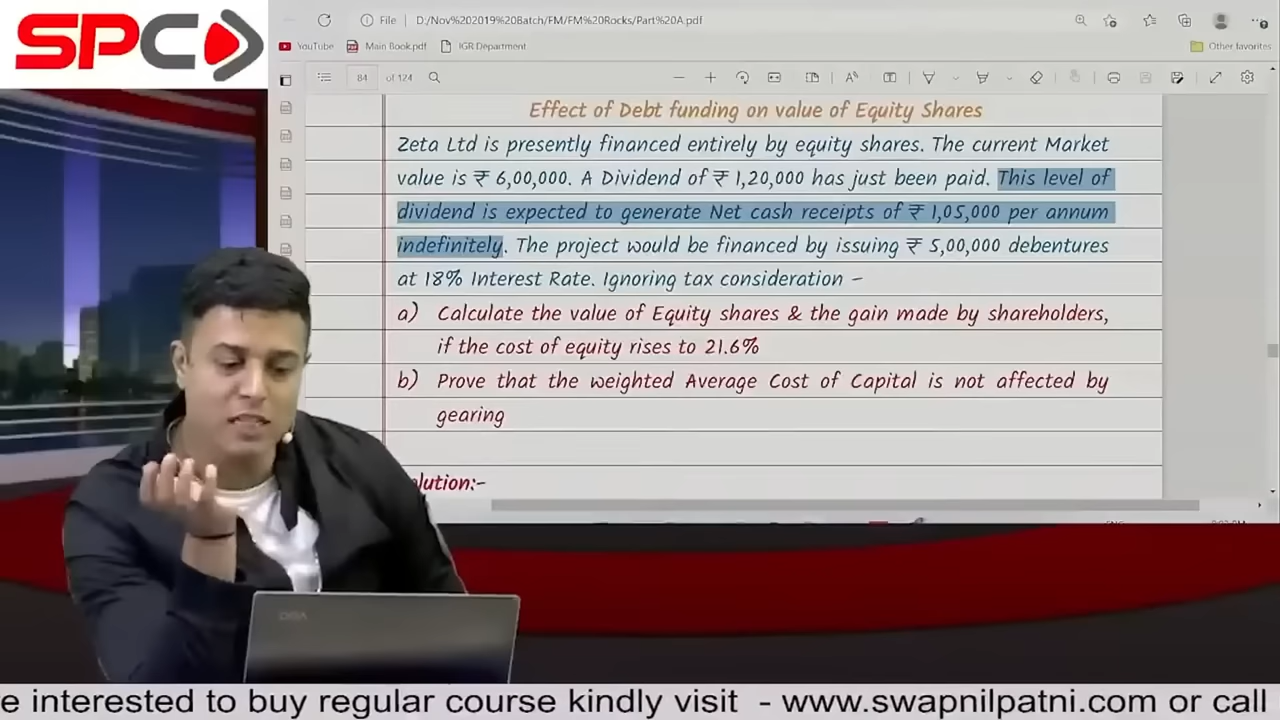 SPC
File D:/Nov%202019%20Batch/FM/FM%20Rocks/Part%20A.pdf
YouTube Main Book.pdf IGR Department Other favorites
84 of 124
Effect of Debt funding on value of Equity Shares
Zeta Ltd is presently financed entirely by equity shares. The current Market
value is ₹ 6,00,000. A Dividend of ₹ 1,20,000 has just been paid. This level of
dividend is expected to generate Net cash receipts of ₹ 1,05,000 per annum
indefinitely. The project would be financed by issuing ₹ 5,00,000 debentures
at 18% Interest Rate. Ignoring tax consideration –
a) Calculate the value of Equity shares & the gain made by shareholders,
if the cost of equity rises to 21.6%
b) Prove that the weighted Average Cost of Capital is not affected by
gearing
olution:-
e interested to buy regular course kindly visit - www.swapnilpatni.com or call